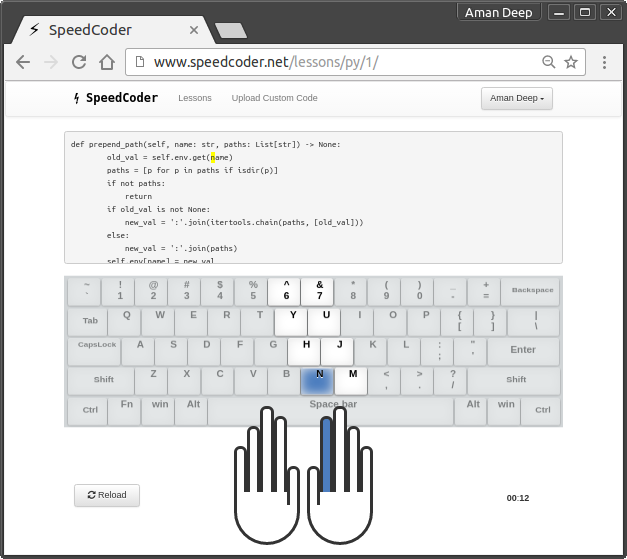 Aman Deep
SpeedCoder
www.speedcoder.net/lessons/py/1/
SpeedCoder Lessons Upload Custom Code Aman Deep
def prepend_path(self, name: str, paths: List[str]) -> None:
old_val = self.env.get(name)
paths = [p for p in paths if isdir(p)]
if not paths:
return
if old_val is not None:
new_val = ':'.join(itertools.chain(paths, [old_val]))
else:
new_val = ':'.join(paths)
self.env[name] = new_val
~ ! @ # $ % ^ & * ( ) _ + Backspace
` 1 2 3 4 5 6 7 8 9 0 - =
Tab Q W E R T Y U I O P { } |
[ ] \
CapsLock A S D F G H J K L : " Enter
; '
Shift Z X C V B N M < > ? Shift
, . /
Ctrl Fn win Alt Space bar Alt win Ctrl
Reload
00:12